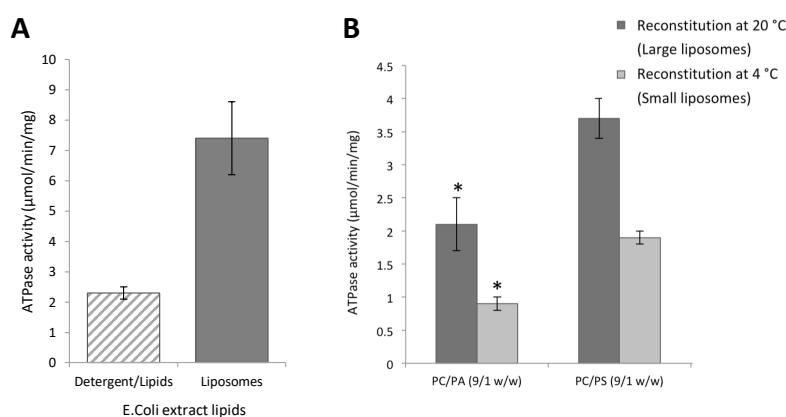 A
ATPase activity (µmol/min/mg)
10
9
8
7
6
5
4
3
2
1
0
Detergent/Lipids Liposomes
E.Coli extract lipids
B
Reconstitution at 20 °C
(Large liposomes)
Reconstitution at 4 °C
(Small liposomes)
ATPase activity (µmol/min/mg)
4.5
4
3.5
3
2.5
2
1.5
1
0.5
0
*
*
PC/PA (9/1 w/w) PC/PS (9/1 w/w)